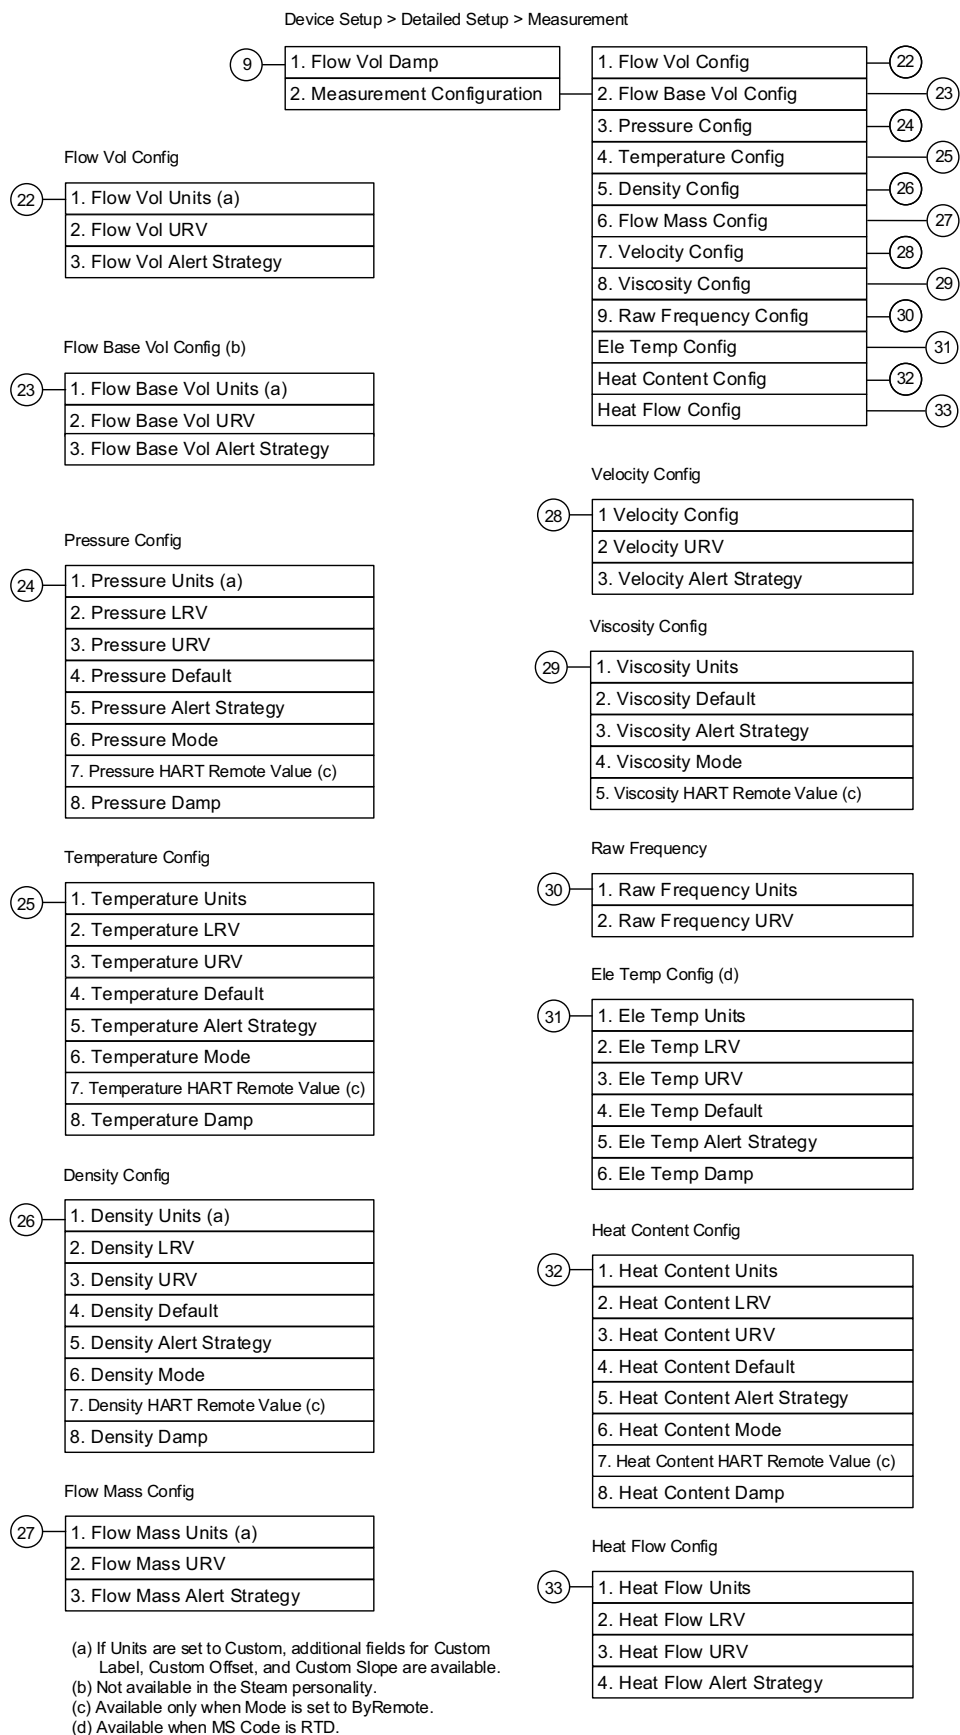 Device Setup > Detailed Setup > Measurement
9
1. Flow Vol Damp
2. Measurement Configuration
1. Flow Vol Config
22
2. Flow Base Vol Config
23
3. Pressure Config
24
4. Temperature Config
25
5. Density Config
26
6. Flow Mass Config
27
7. Velocity Config
28
8. Viscosity Config
29
9. Raw Frequency Config
30
Ele Temp Config
31
Heat Content Config
32
Heat Flow Config
33
Flow Vol Config
22
1. Flow Vol Units (a)
2. Flow Vol URV
3. Flow Vol Alert Strategy
Flow Base Vol Config (b)
23
1. Flow Base Vol Units (a)
2. Flow Base Vol URV
3. Flow Base Vol Alert Strategy
Pressure Config
24
1. Pressure Units (a)
2. Pressure LRV
3. Pressure URV
4. Pressure Default
5. Pressure Alert Strategy
6. Pressure Mode
7. Pressure HART Remote Value (c)
8. Pressure Damp
Temperature Config
25
1. Temperature Units
2. Temperature LRV
3. Temperature URV
4. Temperature Default
5. Temperature Alert Strategy
6. Temperature Mode
7. Temperature HART Remote Value (c)
8. Temperature Damp
Density Config
26
1. Density Units (a)
2. Density LRV
3. Density URV
4. Density Default
5. Density Alert Strategy
6. Density Mode
7. Density HART Remote Value (c)
8. Density Damp
Flow Mass Config
27
1. Flow Mass Units (a)
2. Flow Mass URV
3. Flow Mass Alert Strategy
Velocity Config
28
1 Velocity Config
2 Velocity URV
3. Velocity Alert Strategy
Viscosity Config
29
1. Viscosity Units
2. Viscosity Default
3. Viscosity Alert Strategy
4. Viscosity Mode
5. Viscosity HART Remote Value (c)
Raw Frequency
30
1. Raw Frequency Units
2. Raw Frequency URV
Ele Temp Config (d)
31
1. Ele Temp Units
2. Ele Temp LRV
3. Ele Temp URV
4. Ele Temp Default
5. Ele Temp Alert Strategy
6. Ele Temp Damp
Heat Content Config
32
1. Heat Content Units
2. Heat Content LRV
3. Heat Content URV
4. Heat Content Default
5. Heat Content Alert Strategy
6. Heat Content Mode
7. Heat Content HART Remote Value (c)
8. Heat Content Damp
Heat Flow Config
33
1. Heat Flow Units
2. Heat Flow LRV
3. Heat Flow URV
4. Heat Flow Alert Strategy
(a) If Units are set to Custom, additional fields for Custom
Label, Custom Offset, and Custom Slope are available.
(b) Not available in the Steam personality.
(c) Available only when Mode is set to ByRemote.
(d) Available when MS Code is RTD.